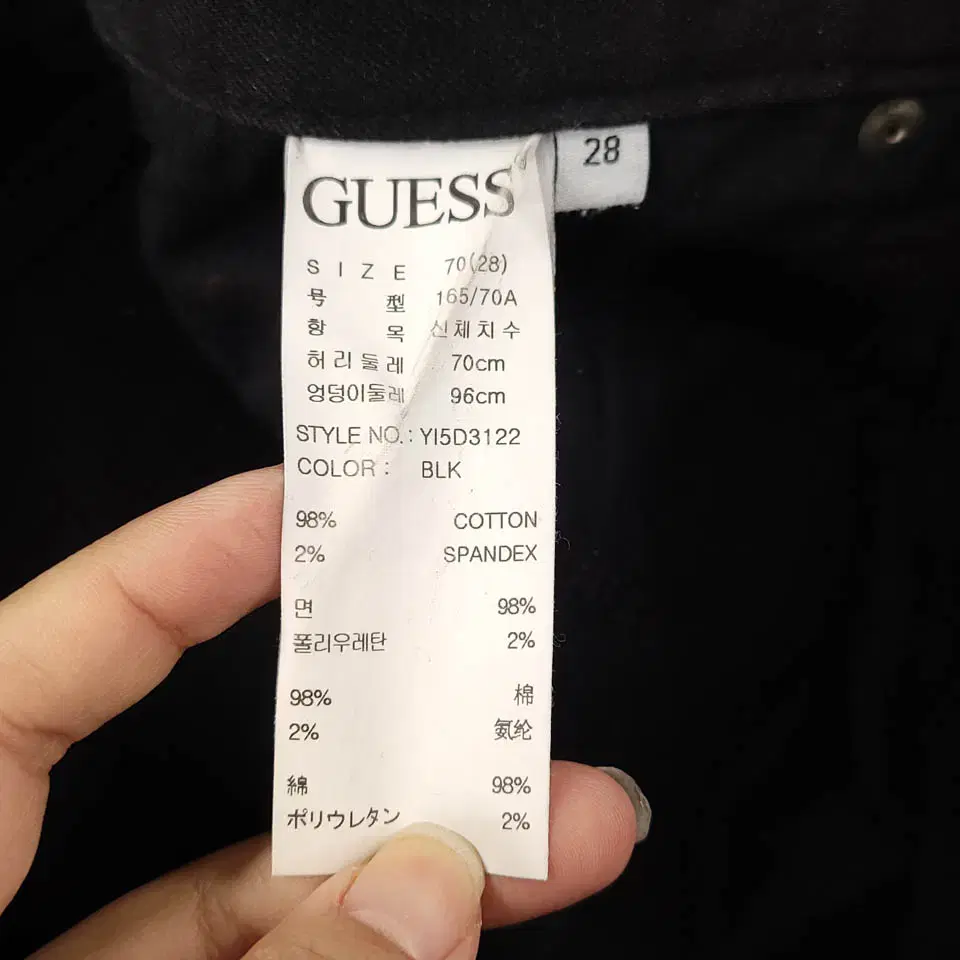 GUESS
28
SIZE 70(28)
号型 165/70A
항목 신체치수
허리둘레 70cm
엉덩이둘레 96cm
STYLE NO.: YI5D3122
COLOR: BLK
98% COTTON
2% SPANDEX
면 98%
폴리우레탄 2%
98% 棉
2% 氨纶
綿 98%
ポリウレタン 2%